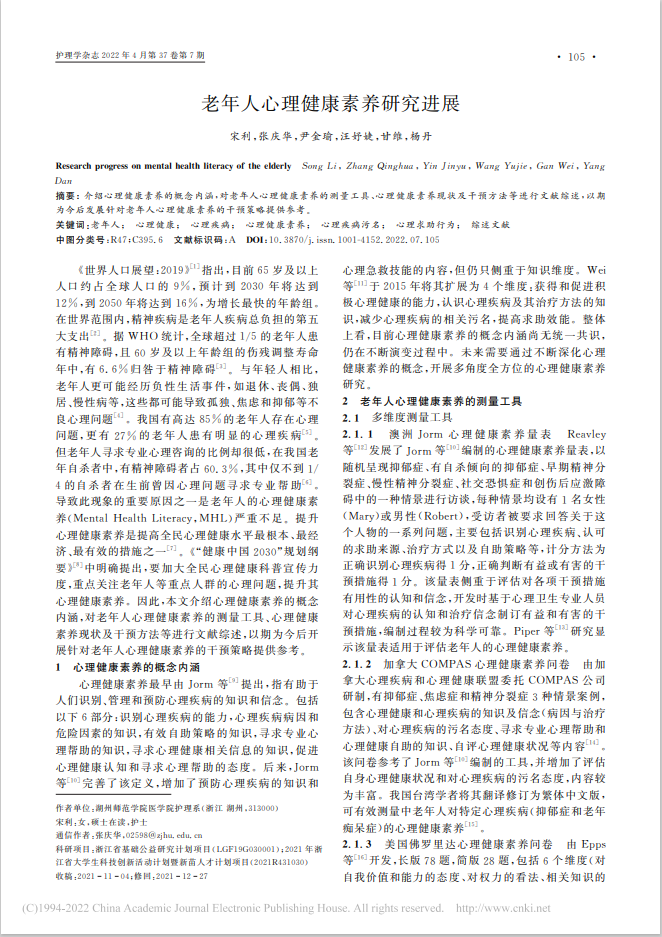 护理学杂志 2022 年 4 月第 37 卷第 7 期
• 105 •
老年人心理健康素养研究进展
宋利,张庆华,尹金瑜,汪妤婕,甘维,杨丹
Research progress on mental health literacy of the elderly Song Li, Zhang Qinghua, Yin Jinyu, Wang Yujie, Gan Wei, Yang
Dan
摘要: 介绍心理健康素养的概念内涵,对老年人心理健康素养的测量工具、心理健康素养现状及干预方法等进行文献综述,以期
为今后发展针对老年人心理健康素养的干预策略提供参考。
关键词:老年人; 心理健康; 心理疾病; 心理健康素养; 心理疾病污名; 心理求助行为; 综述文献
中图分类号:R47;C395.6 文献标识码:A DOI:10.3870/j.issn.1001-4152.2022.07.105
《世界人口展望:2019》[1]指出,目前 65 岁及以上
人口约占全球人口的 9%,预计到 2030 年将达到
12%,到 2050 年将达到 16%,为增长最快的年龄组。
在世界范围内,精神疾病是老年人疾病总负担的第五
大支出[2]。据 WHO 统计,全球超过 1/5 的老年人患
有精神障碍,且 60 岁及以上年龄组的伤残调整寿命
年中,有 6.6%归咎于精神障碍[3]。与年轻人相比,
老年人更可能经历负性生活事件,如退休、丧偶、独
居、慢性病等,这些都可能导致孤独、焦虑和抑郁等不
良心理问题[4]。我国有高达 85%的老年人存在心理
问题,更有 27%的老年人患有明显的心理疾病[5]。
但老年人寻求专业心理咨询的比例却很低,在我国老
年自杀者中,有精神障碍者占 60.3%,其中仅不到 1/
4 的自杀者在生前曾因心理问题寻求专业帮助[6]。
导致此现象的重要原因之一是老年人的心理健康素
养(Mental Health Literacy,MHL)严重不足。提升
心理健康素养是提高全民心理健康水平最根本、最经
济、最有效的措施之一[7]。《“健康中国 2030”规划纲
要》[8]中明确提出,要加大全民心理健康科普宣传力
度,重点关注老年人等重点人群的心理问题,提升其
心理健康素养。因此,本文介绍心理健康素养的概念
内涵,对老年人心理健康素养的测量工具、心理健康
素养现状及干预方法等进行文献综述,以期为今后开
展针对老年人心理健康素养的干预策略提供参考。
1 心理健康素养的概念内涵
心理健康素养最早由 Jorm 等[9]提出,指有助于
人们识别、管理和预防心理疾病的知识和信念。包括
以下 6 部分:识别心理疾病的能力,心理疾病病因和
危险因素的知识,有效自助策略的知识,寻求专业心
理帮助的知识,寻求心理健康相关信息的知识,促进
心理健康认知和寻求心理帮助的态度。后来,Jorm
等[10]完善了该定义,增加了预防心理疾病的知识和
作者单位:湖州师范学院医学院护理系(浙江 湖州,313000)
宋利:女,硕士在读,护士
通信作者:张庆华,02598@zjhu.edu.cn
科研项目:浙江省基础公益研究计划项目(LGF19G030001);2021 年浙
江省大学生科技创新活动计划暨新苗人才计划项目(2021R431030)
收稿:2021-11-04;修回:2021-12-27
心理急救技能的内容,但仍只侧重于知识维度。Wei
等[11]于 2015 年将其扩展为 4 个维度:获得和促进积
极心理健康的能力,认识心理疾病及其治疗方法的知
识,减少心理疾病的相关污名,提高求助效能。整体
上看,目前心理健康素养的概念内涵尚无统一共识,
仍在不断演变过程中。未来需要通过不断深化心理
健康素养的概念,开展多角度全方位的心理健康素养
研究。
2 老年人心理健康素养的测量工具
2.1 多维度测量工具
2.1.1 澳洲 Jorm 心理健康素养量表 Reavley
等[12]发展了 Jorm 等[10]编制的心理健康素养量表,以
随机呈现抑郁症、有自杀倾向的抑郁症、早期精神分
裂症、慢性精神分裂症、社交恐惧症和创伤后应激障
碍中的一种情景进行访谈,每种情景均设有 1 名女性
(Mary)或男性(Robert),受访者被要求回答关于这
个人物的一系列问题,主要包括识别心理疾病、认可
的求助来源、治疗方式以及自助策略等,计分方法为
正确识别心理疾病得 1 分,正确判断有益或有害的干
预措施得 1 分。该量表侧重于评估对各项干预措施
有用性的认知和信念,开发时基于心理卫生专业人员
对心理疾病的认知和治疗信念制订有益和有害的干
预措施,编制过程较为科学可靠。Piper 等[13]研究显
示该量表适用于评估老年人的心理健康素养。
2.1.2 加拿大 COMPAS 心理健康素养问卷 由加
拿大心理疾病和心理健康联盟委托 COMPAS 公司
研制,有抑郁症、焦虑症和精神分裂症 3 种情景案例,
包含心理健康和心理疾病的知识及信念(病因与治疗
方法)、对心理疾病的污名态度、寻求专业心理帮助和
心理健康自助的知识、自评心理健康状况等内容[14]。
该问卷参考了 Jorm 等[10]编制的工具,并增加了评估
自身心理健康状况和对心理疾病的污名态度,内容较
为丰富。我国台湾学者将其翻译修订为繁体中文版,
可有效测量中老年人对特定心理疾病(抑郁症和老年
痴呆症)的心理健康素养[15]。
2.1.3 美国佛罗里达心理健康素养问卷 由 Epps
等[16]开发,长版 78 题,简版 28 题,包括 6 个维度(对
自我价值和能力的态度、对权力的看法、相关知识的
(C)1994-2022 China Academic Journal Electronic Publishing House. All rights reserved. http://www.cnki.net